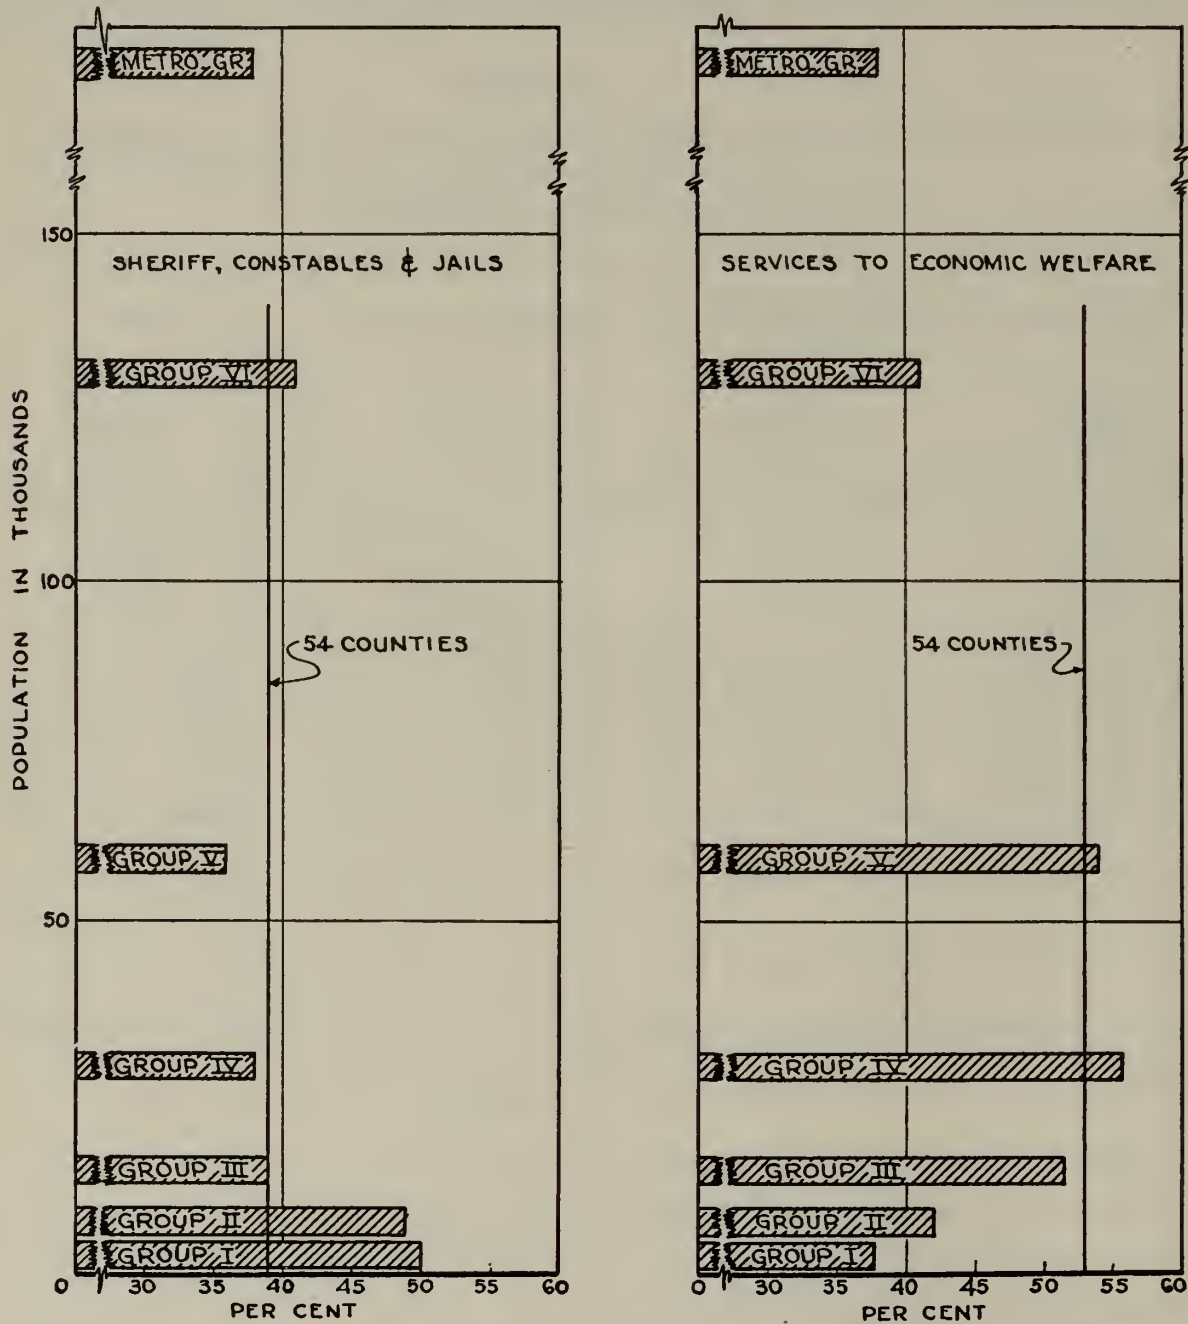 METRO. GR.
150
SHERIFF, CONSTABLES & JAILS
GROUP VI
POPULATION IN THOUSANDS
100
54 COUNTIES
GROUP V
50
GROUP IV
GROUP III
GROUP II
GROUP I
0 30 35 40 45 50 55 60
PER CENT
METRO. GR.
SERVICES TO ECONOMIC WELFARE
GROUP VI
54 COUNTIES
GROUP V
GROUP IV
GROUP III
GROUP II
GROUP I
0 30 35 40 45 50 55 60
PER CENT